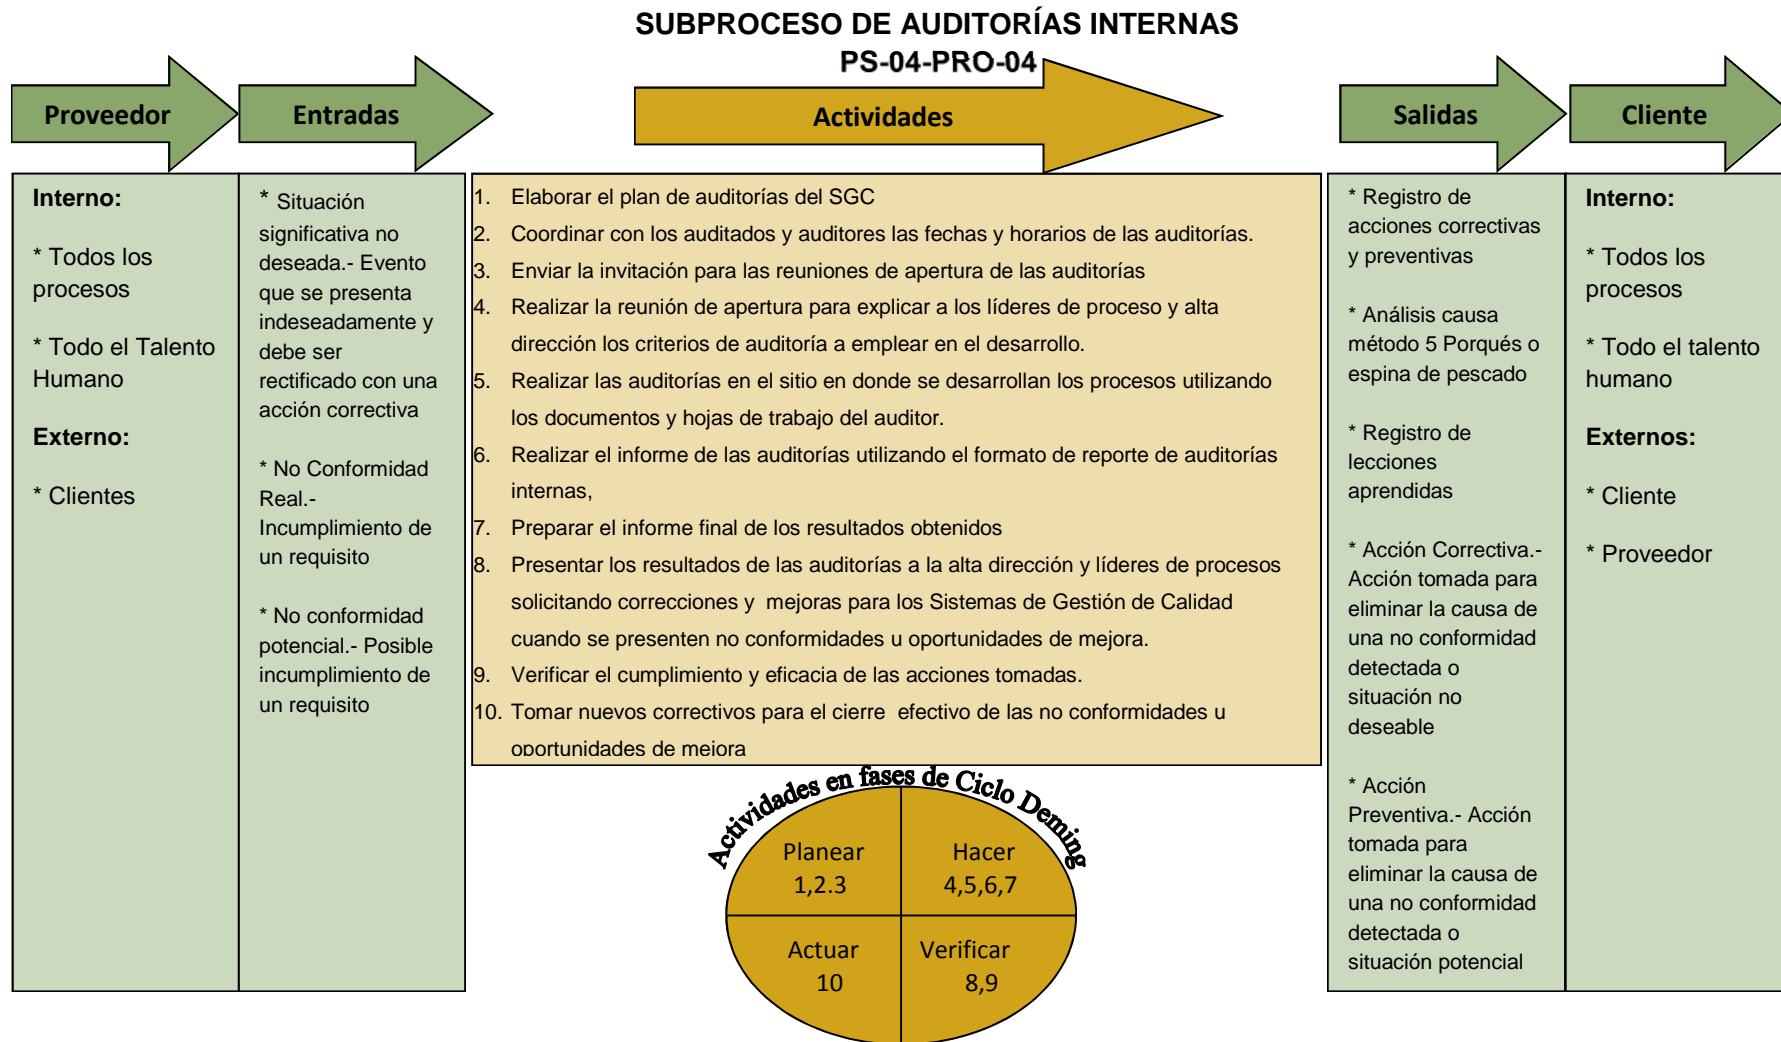 SUBPROCESO DE AUDITORÍAS INTERNAS
PS-04-PRO-04
Proveedor
Entradas
Actividades
Salidas
Cliente
Interno:
* Todos los
procesos
* Todo el Talento
Humano
Externo:
* Clientes
* Situación
significativa no
deseada.- Evento
que se presenta
indeseadamente y
debe ser
rectificado con una
acción correctiva
* No Conformidad
Real.-
Incumplimiento de
un requisito
* No conformidad
potencial.- Posible
incumplimiento de
un requisito
1. Elaborar el plan de auditorías del SGC
2. Coordinar con los auditados y auditores las fechas y horarios de las auditorías.
3. Enviar la invitación para las reuniones de apertura de las auditorías
4. Realizar la reunión de apertura para explicar a los líderes de proceso y alta
dirección los criterios de auditoría a emplear en el desarrollo.
5. Realizar las auditorías en el sitio en donde se desarrollan los procesos utilizando
los documentos y hojas de trabajo del auditor.
6. Realizar el informe de las auditorías utilizando el formato de reporte de auditorías
internas,
7. Preparar el informe final de los resultados obtenidos
8. Presentar los resultados de las auditorías a la alta dirección y líderes de procesos
solicitando correcciones y  mejoras para los Sistemas de Gestión de Calidad
cuando se presenten no conformidades u oportunidades de mejora.
9. Verificar el cumplimiento y eficacia de las acciones tomadas.
10. Tomar nuevos correctivos para el cierre  efectivo de las no conformidades u
oportunidades de mejora
* Registro de
acciones correctivas
y preventivas
* Análisis causa
método 5 Porqués o
espina de pescado
* Registro de
lecciones
aprendidas
* Acción Correctiva.-
Acción tomada para
eliminar la causa de
una no conformidad
detectada o
situación no
deseable
* Acción
Preventiva.- Acción
tomada para
eliminar la causa de
una no conformidad
detectada o
situación potencial
Interno:
* Todos los
procesos
* Todo el talento
humano
Externos:
* Cliente
* Proveedor
Actividades en fases de Ciclo Deming
Planear
1,2.3
Hacer
4,5,6,7
Actuar
10
Verificar
8,9